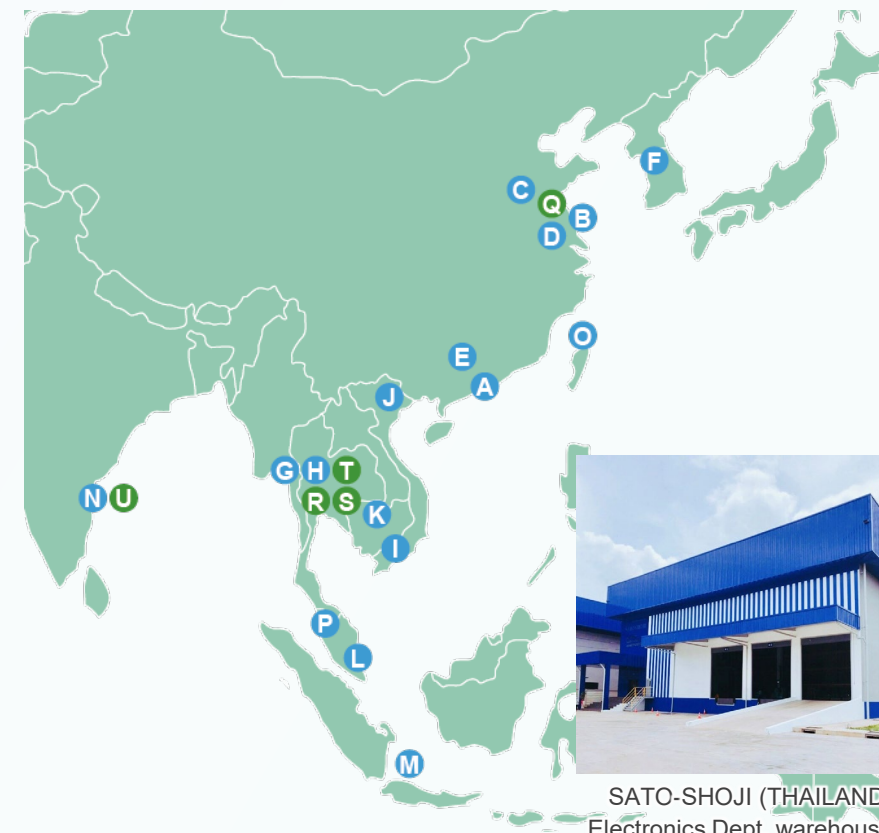 F
C
Q
B
D
O
E
A
J
G H T
N U
R S
K
I
P
L
M
SATO-SHOJI (THAILAND
Electronics Dept. warehous